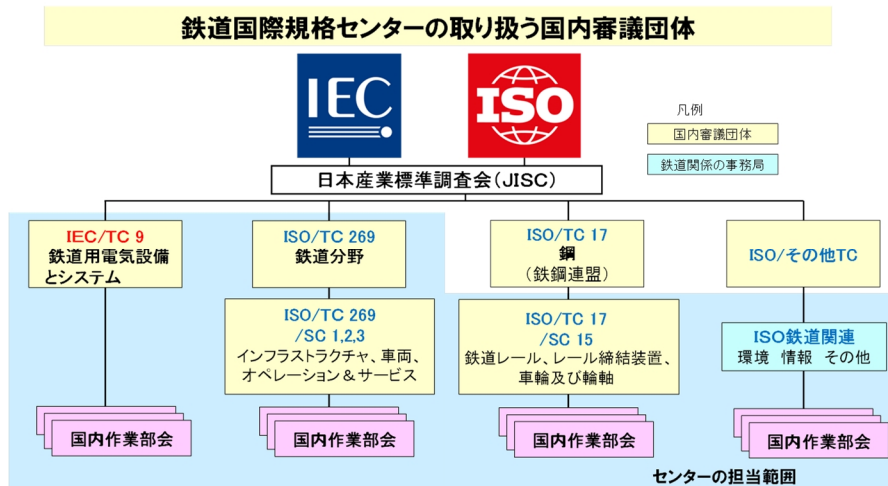 鉄道国際規格センターの取り扱う国内審議団体
IEC
ISO
凡例
国内審議団体
鉄道関係の事務局
日本産業標準調査会(JISC)
IEC/TC 9
鉄道用電気設備
とシステム
ISO/TC 269
鉄道分野
ISO/TC 17
鋼
(鉄鋼連盟)
ISO/その他TC
ISO/TC 269
/SC 1,2,3
インフラストラクチャ、車両、
オペレーション&サービス
ISO/TC 17
/SC 15
鉄道レール、レール締結装置、
車輪及び輪軸
ISO鉄道関連
環境 情報 その他
国内作業部会
国内作業部会
国内作業部会
国内作業部会
センターの担当範囲